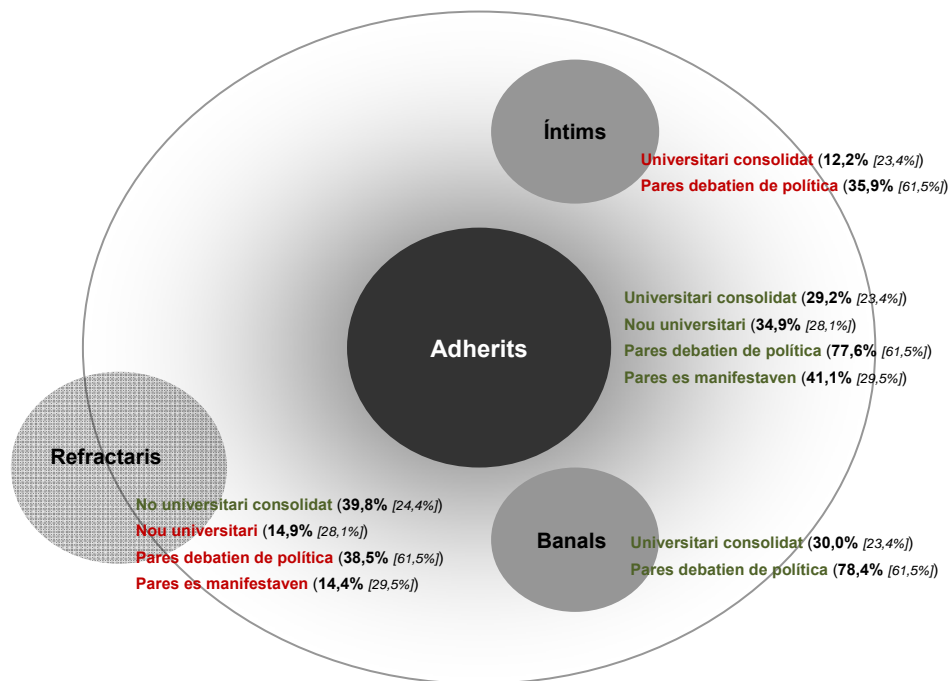 Íntims
Universitari consolidat (12,2% [23,4%)
Pares debatien de política (35,9% [61,5%)
Adherits
Universitari consolidat (29,2% [23,4%)
Nou universitari (34,9% [28,1%)
Pares debatien de política (77,6% [61,5%)
Pares es manifestaven (41,1% [29,5%)
Refractaris
No universitari consolidat (39,8% [24,4%)
Nou universitari (14,9% [28,1%)
Pares debatien de política (38,5% [61,5%)
Pares es manifestaven (14,4% [29,5%)
Banals
Universitari consolidat (30,0% [23,4%)
Pares debatien de política (78,4% [61,5%)